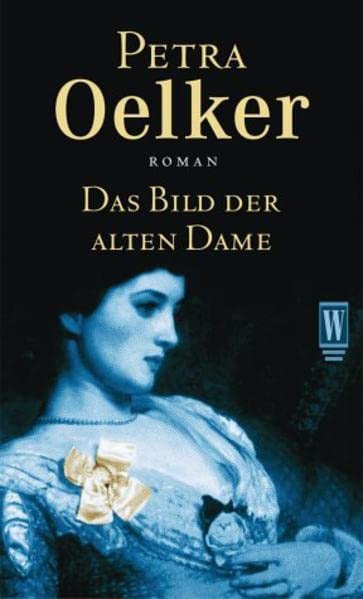 PETRA
Oelker
ROMAN
DAS BILD DER
ALTEN DAME
W